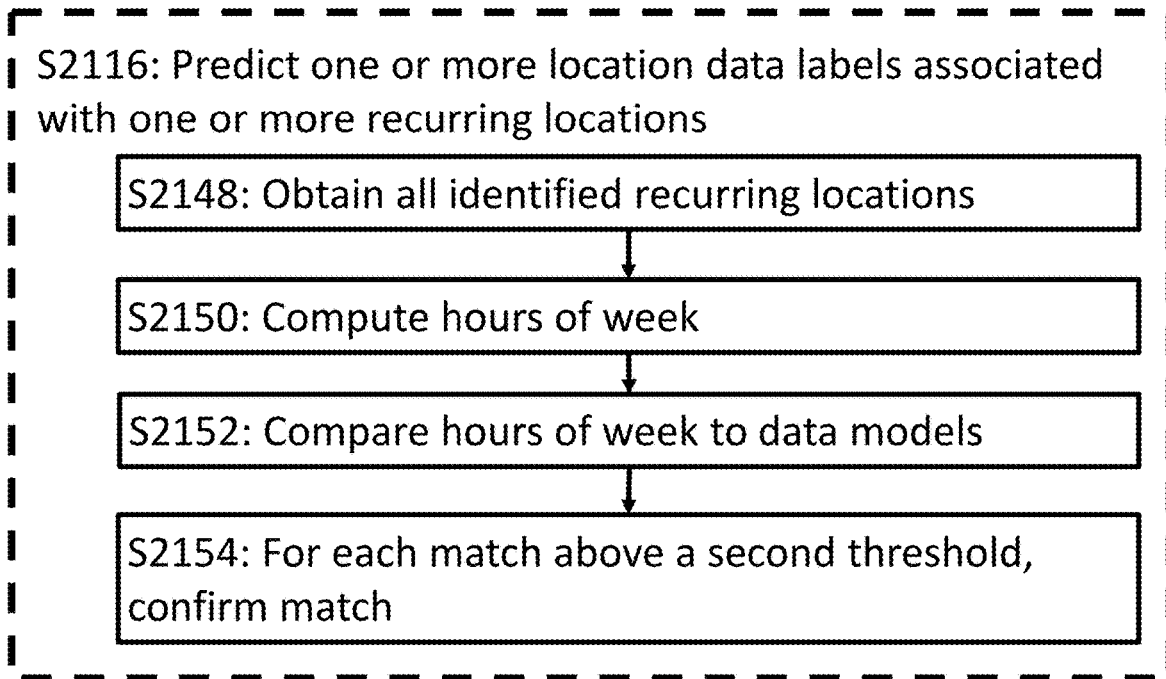 S2116: Predict one or more location data labels associated
with one or more recurring locations
S2148: Obtain all identified recurring locations
S2150: Compute hours of week
S2152: Compare hours of week to data models
S2154: For each match above a second threshold,
confirm match